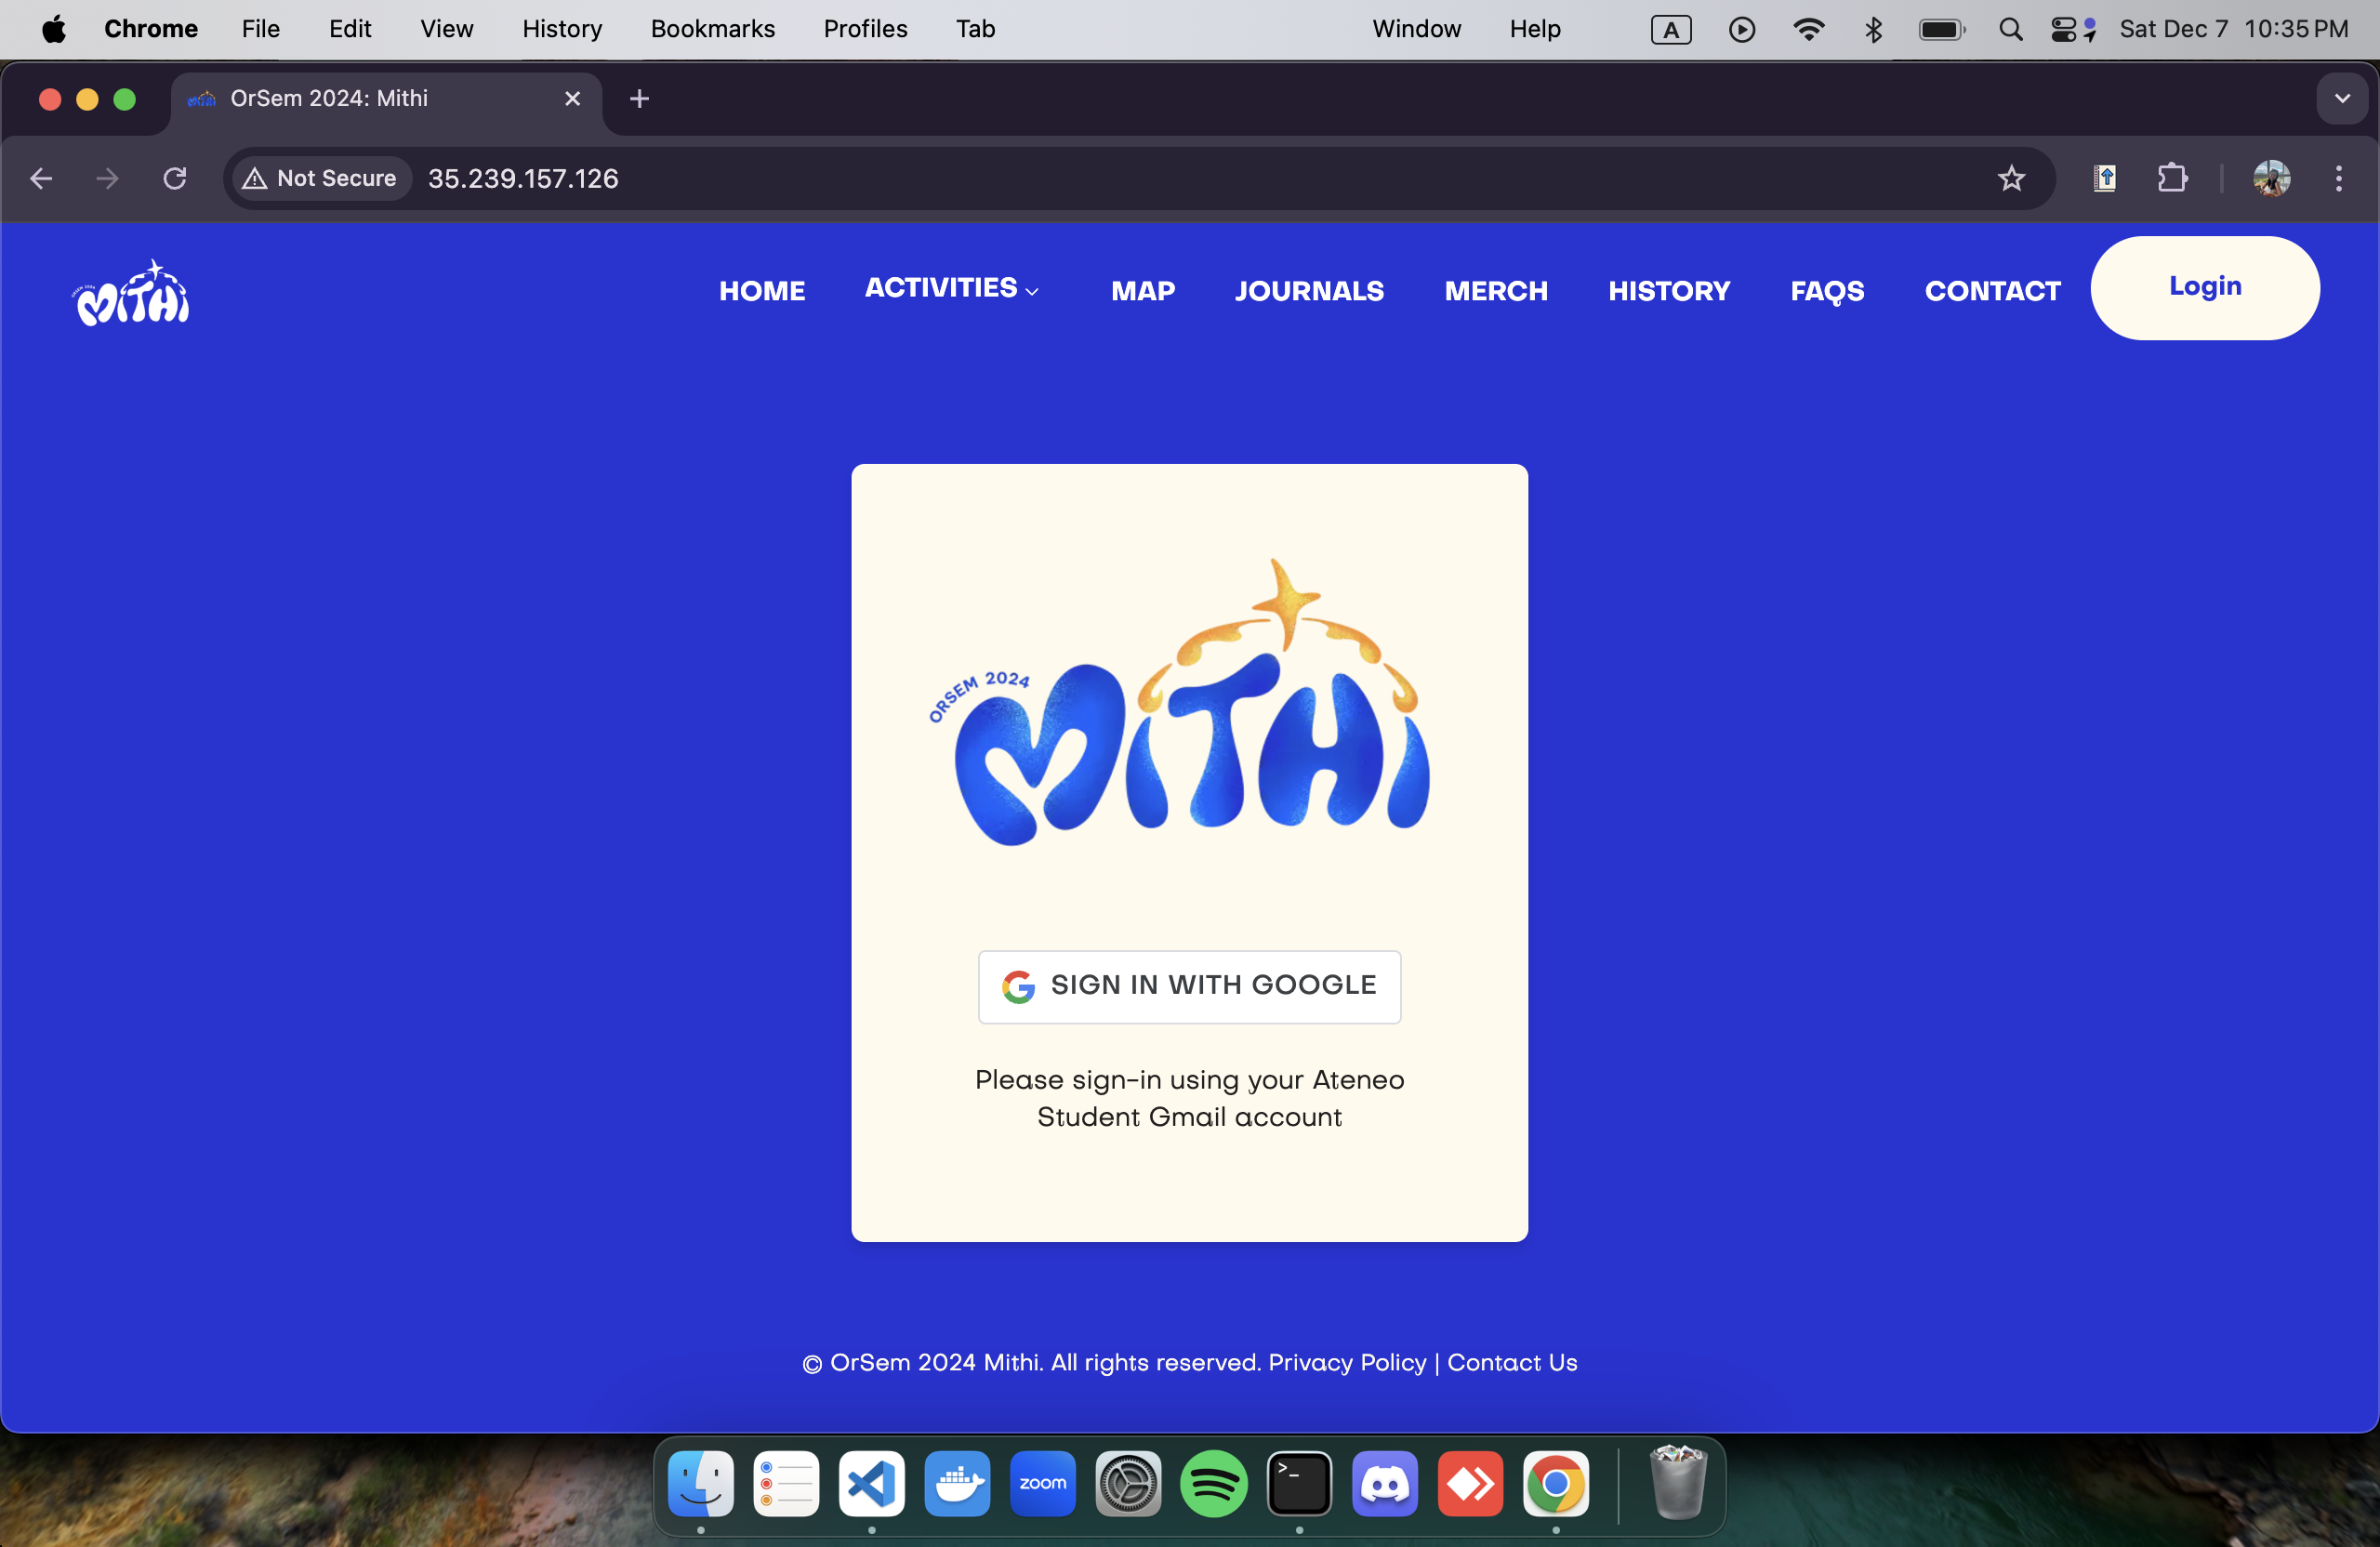 Chrome File Edit View History Bookmarks Profiles Tab Window Help A Sat Dec 7 10:35 PM
OrSem 2024: Mithi
Not Secure 35.239.157.126
ORSEM 2024
MiTHi
HOME ACTIVITIES MAP JOURNALS MERCH HISTORY FAQS CONTACT Login
ORSEM 2024
MiTHi
SIGN IN WITH GOOGLE
Please sign-in using your Ateneo
Student Gmail account
© OrSem 2024 Mithi. All rights reserved. Privacy Policy | Contact Us
zoom